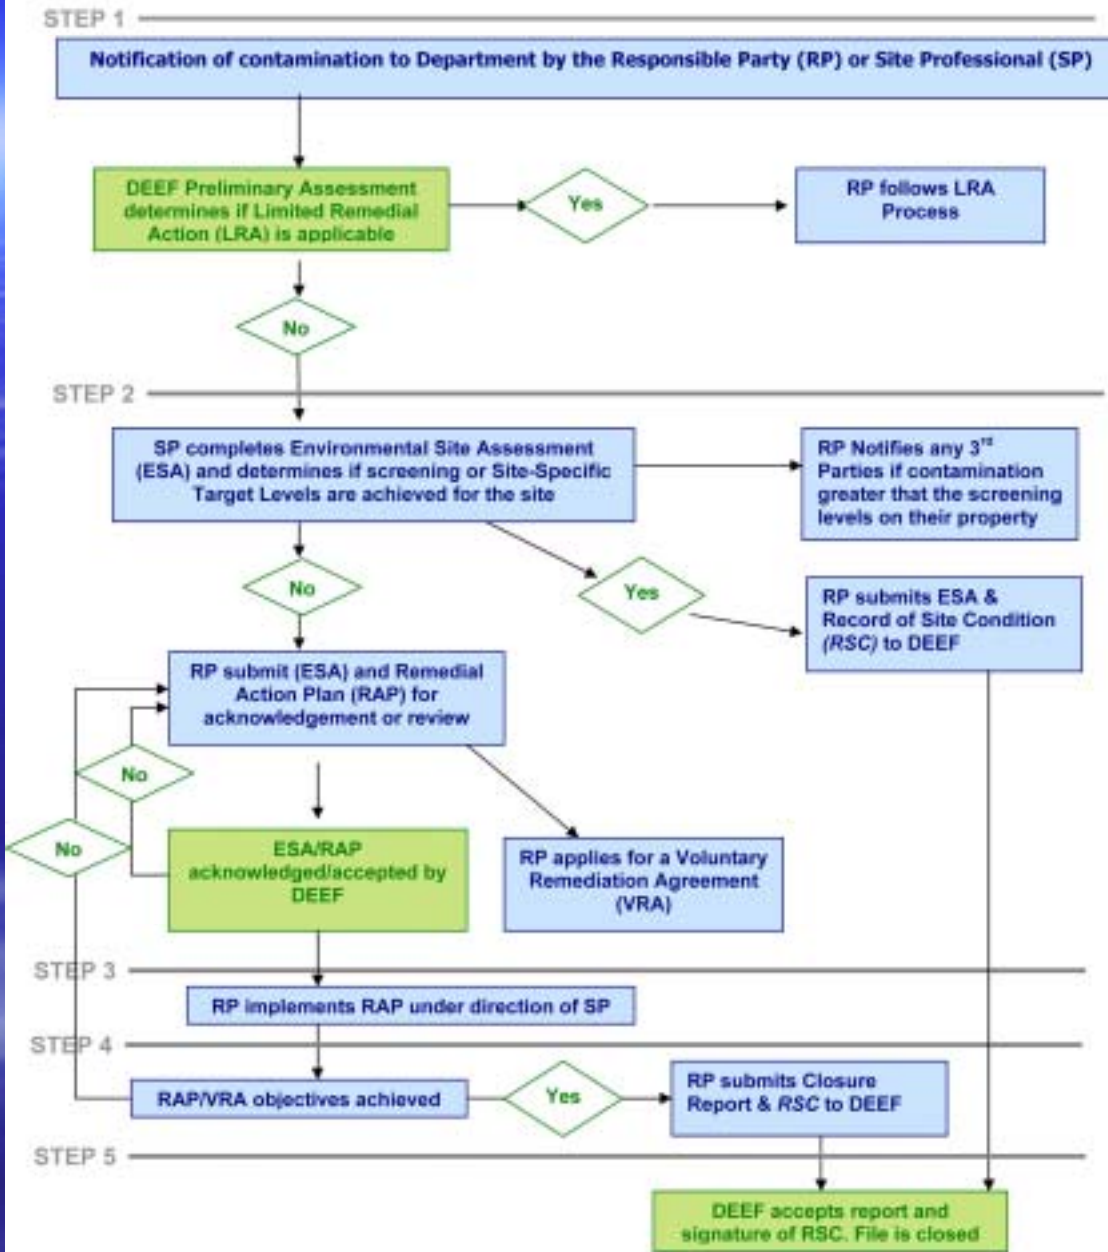 STEP 1
Notification of contamination to Department by the Responsible Party (RP) or Site Professional (SP)
DEEF Preliminary Assessment
determines if Limited Remedial
Action (LRA) is applicable
Yes
RP follows LRA
Process
No
STEP 2
SP completes Environmental Site Assessment
(ESA) and determines if screening or Site-Specific
Target Levels are achieved for the site
RP Notifies any 3rd
Parties if contamination
greater that the screening
levels on their property
No
Yes
RP submits ESA &
Record of Site Condition
(RSC) to DEEF
RP submit (ESA) and Remedial
Action Plan (RAP) for
acknowledgement or review
No
No
ESA/RAP
acknowledged/accepted by
DEEF
RP applies for a Voluntary
Remediation Agreement
(VRA)
STEP 3
RP implements RAP under direction of SP
STEP 4
RAP/VRA objectives achieved
Yes
RP submits Closure
Report & RSC to DEEF
STEP 5
DEEF accepts report and
signature of RSC. File is closed